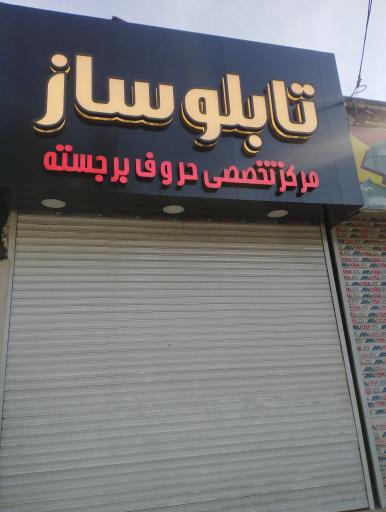 تابلوساز
مرکز تخصصی حروف برجسته